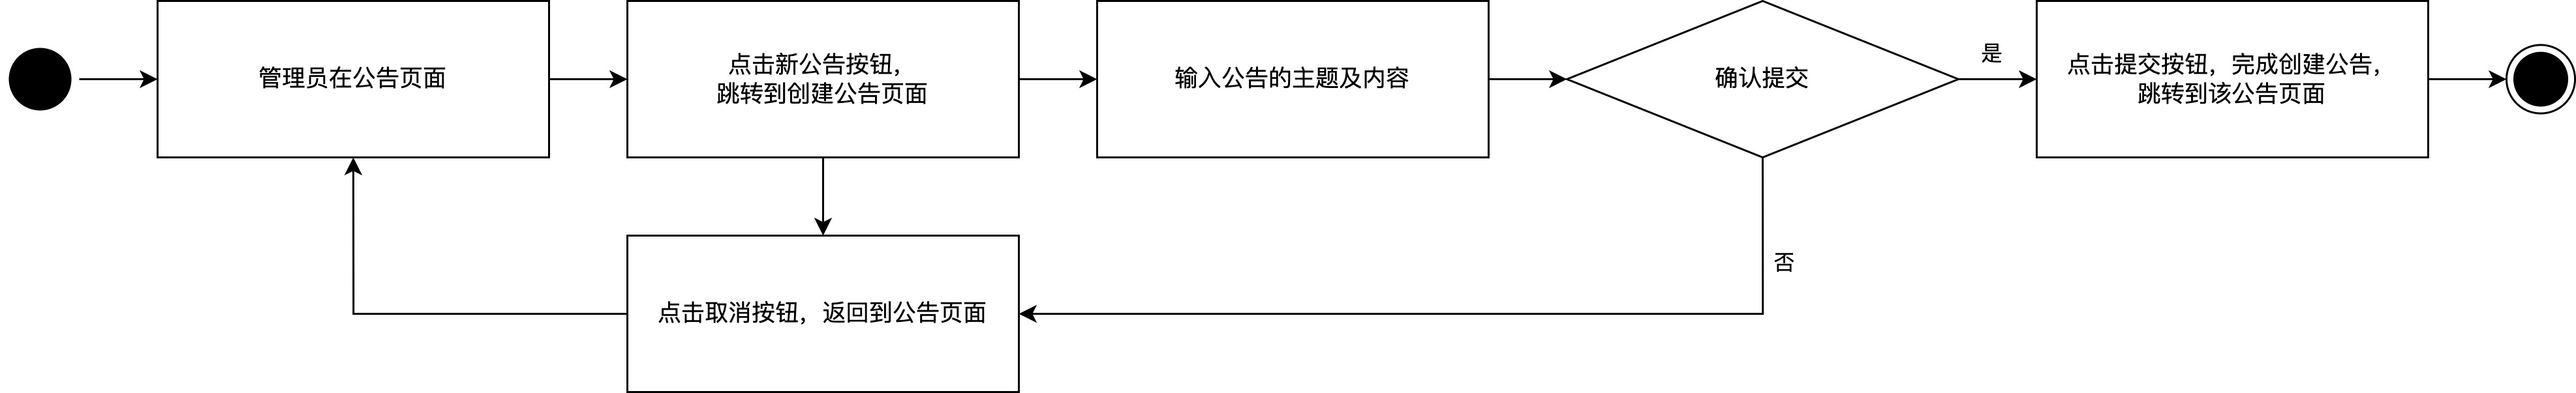 管理员在公告页面
点击新公告按钮，
跳转到创建公告页面
输入公告的主题及内容
确认提交
是
点击提交按钮，完成创建公告，
跳转到该公告页面
否
点击取消按钮，返回到公告页面